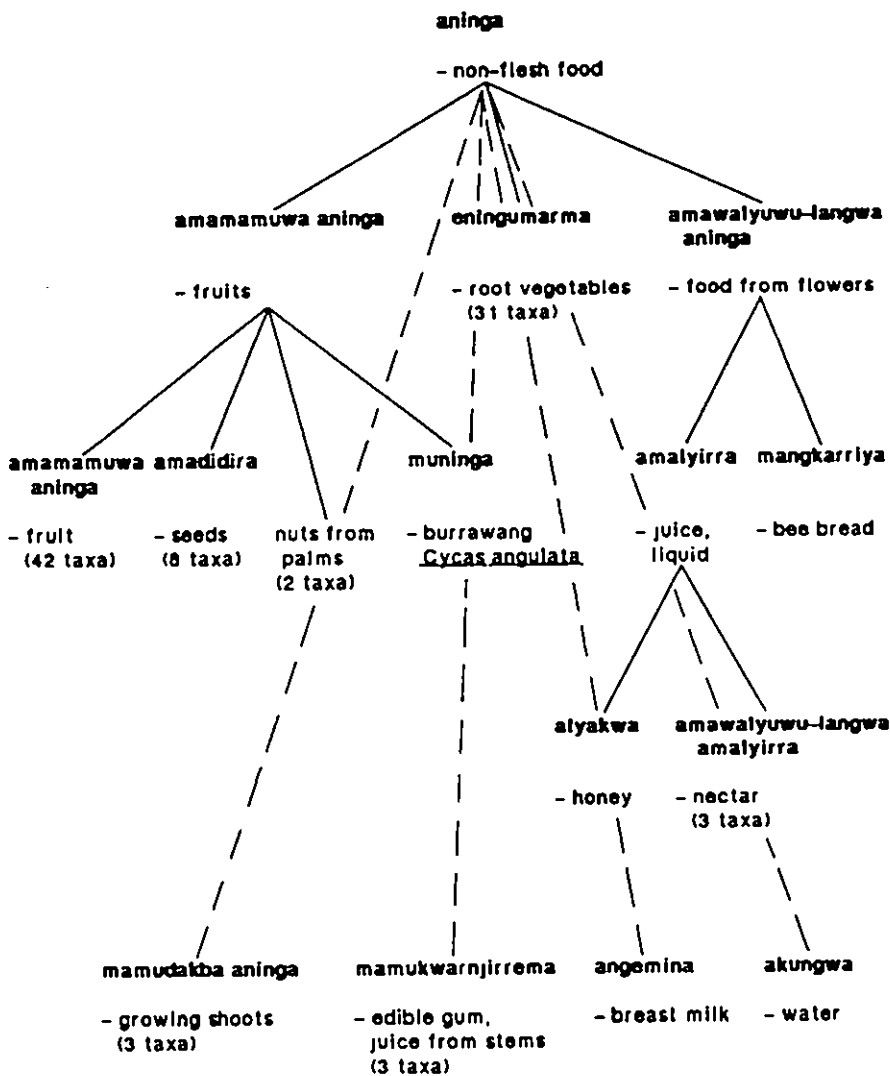 aninga
- non-flesh food
amamamuwa aninga
eningumarma
amawalyuwu-langwa
aninga
- fruits
- root vegetables
(31 taxa)
- food from flowers
amamamuwa
aninga
amadidira
muninga
amalyirra
mangkarriya
- fruit
(42 taxa)
- seeds
(8 taxa)
nuts from
palms
(2 taxa)
- burrawang
Cycas angulata
- juice,
liquid
- bee bread
alyakwa
amawalyuwu-langwa
amalyirra
- honey
- nectar
(3 taxa)
mamudakba aninga
mamukwarnjirrema
angemina
akungwa
- growing shoots
(3 taxa)
- edible gum,
juice from stems
(3 taxa)
- breast milk
- water